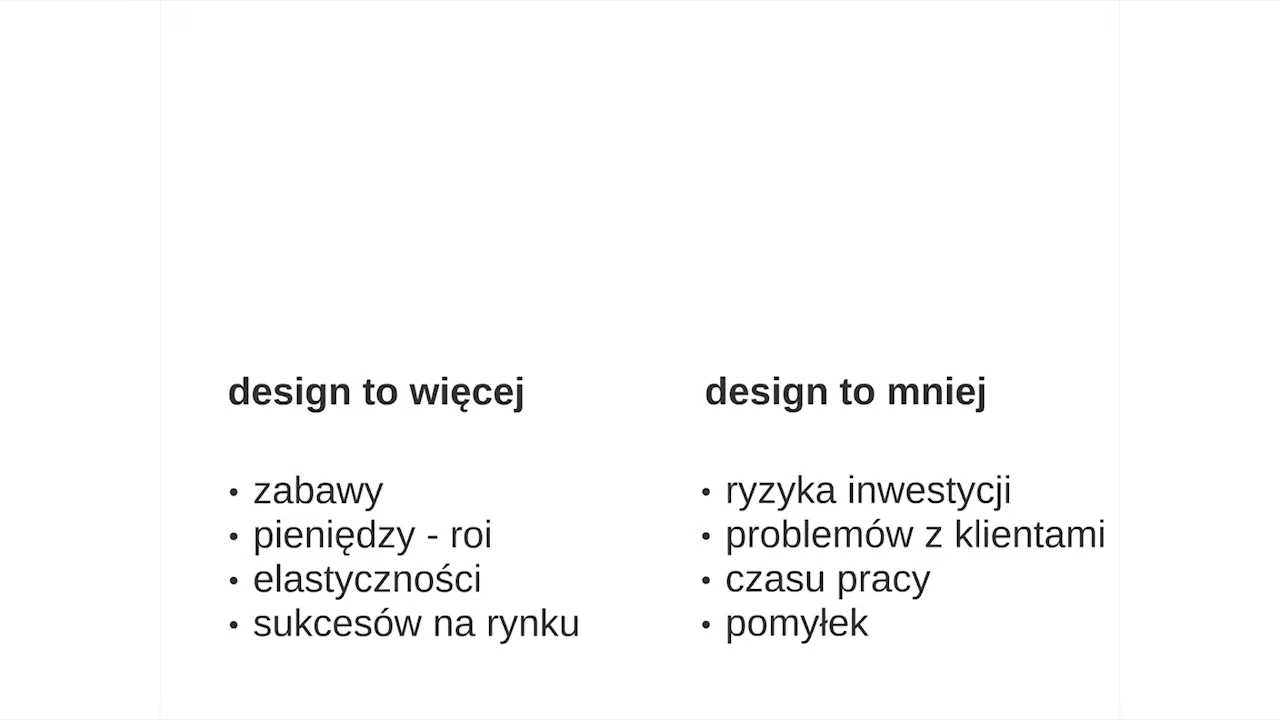 design to więcej
• zabawy
• pieniędzy - roi
• elastyczności
• sukcesów na rynku
design to mniej
• ryzyka inwestycji
• problemów z klientami
• czasu pracy
• pomyłek